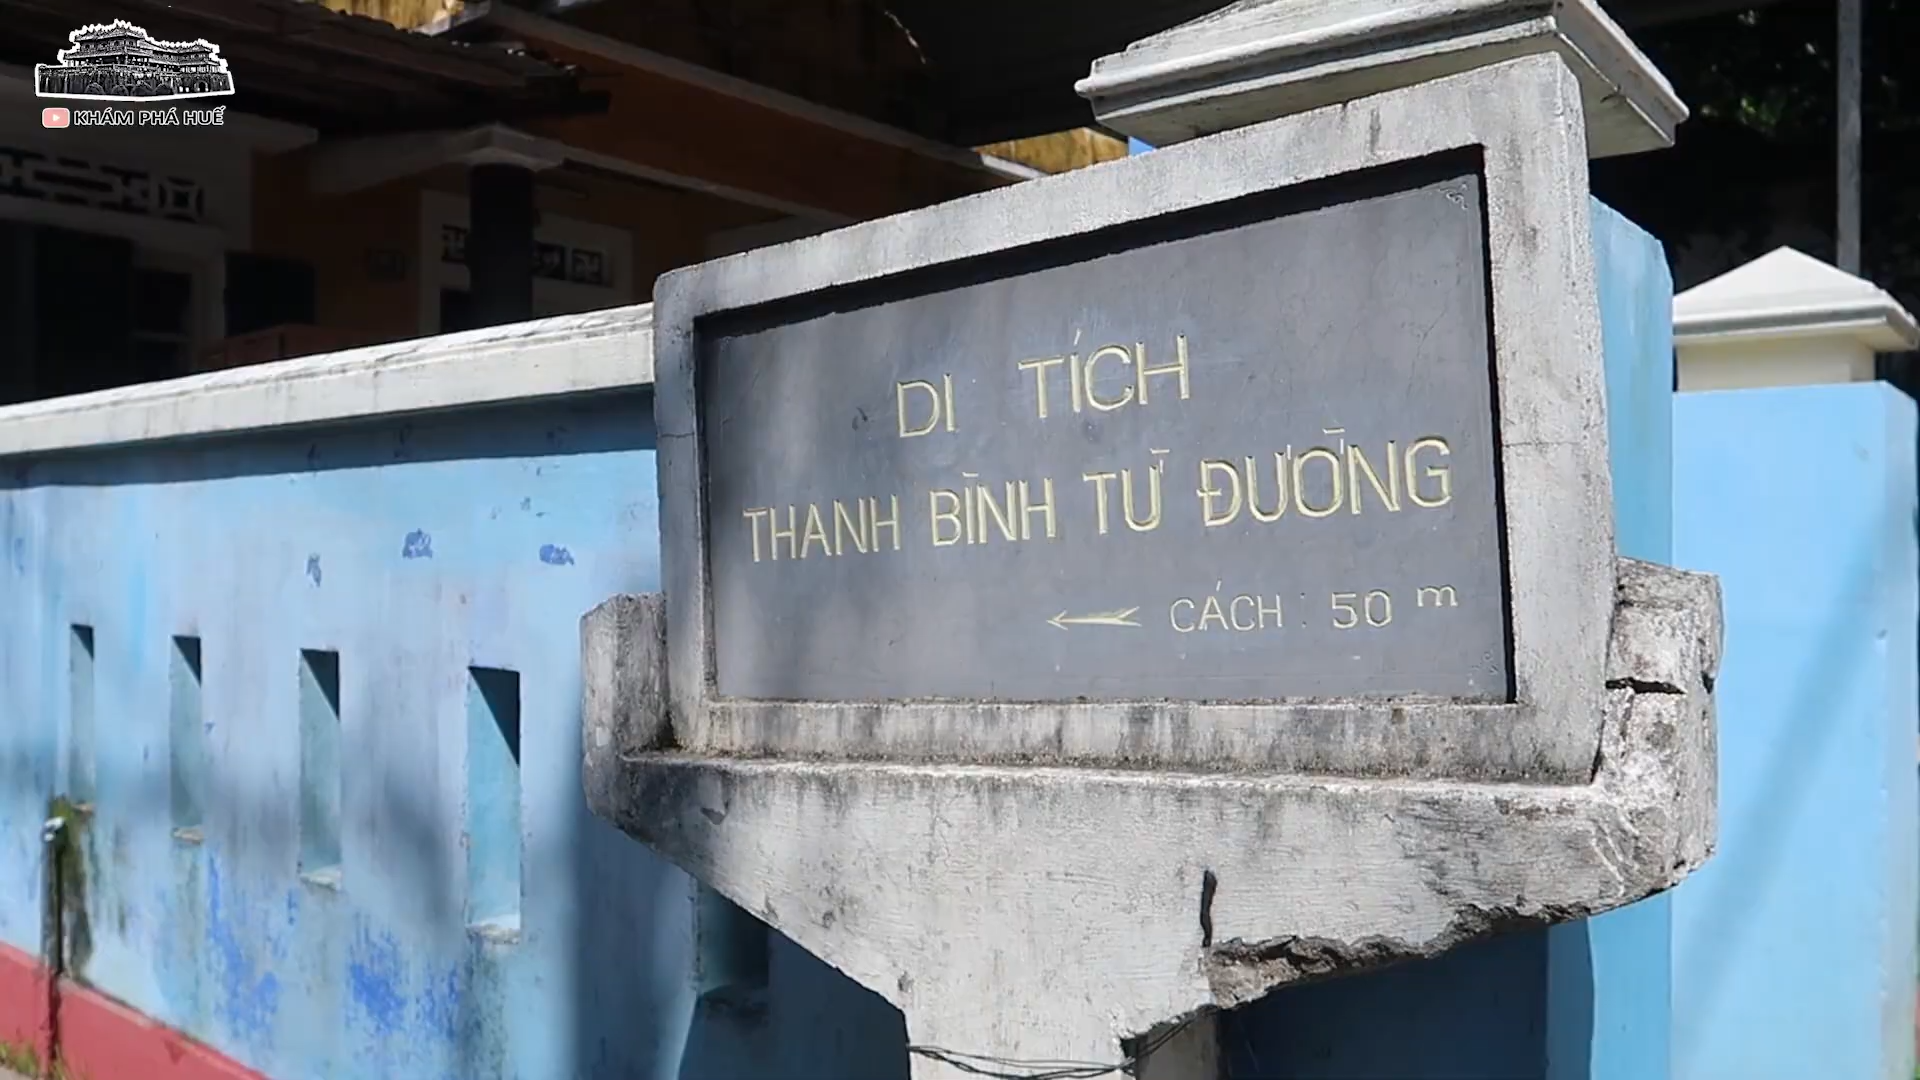 KHÁM PHÁ HUẾ
DI TÍCH
THANH BÌNH TỪ ĐƯỜNG
← CÁCH : 50 m